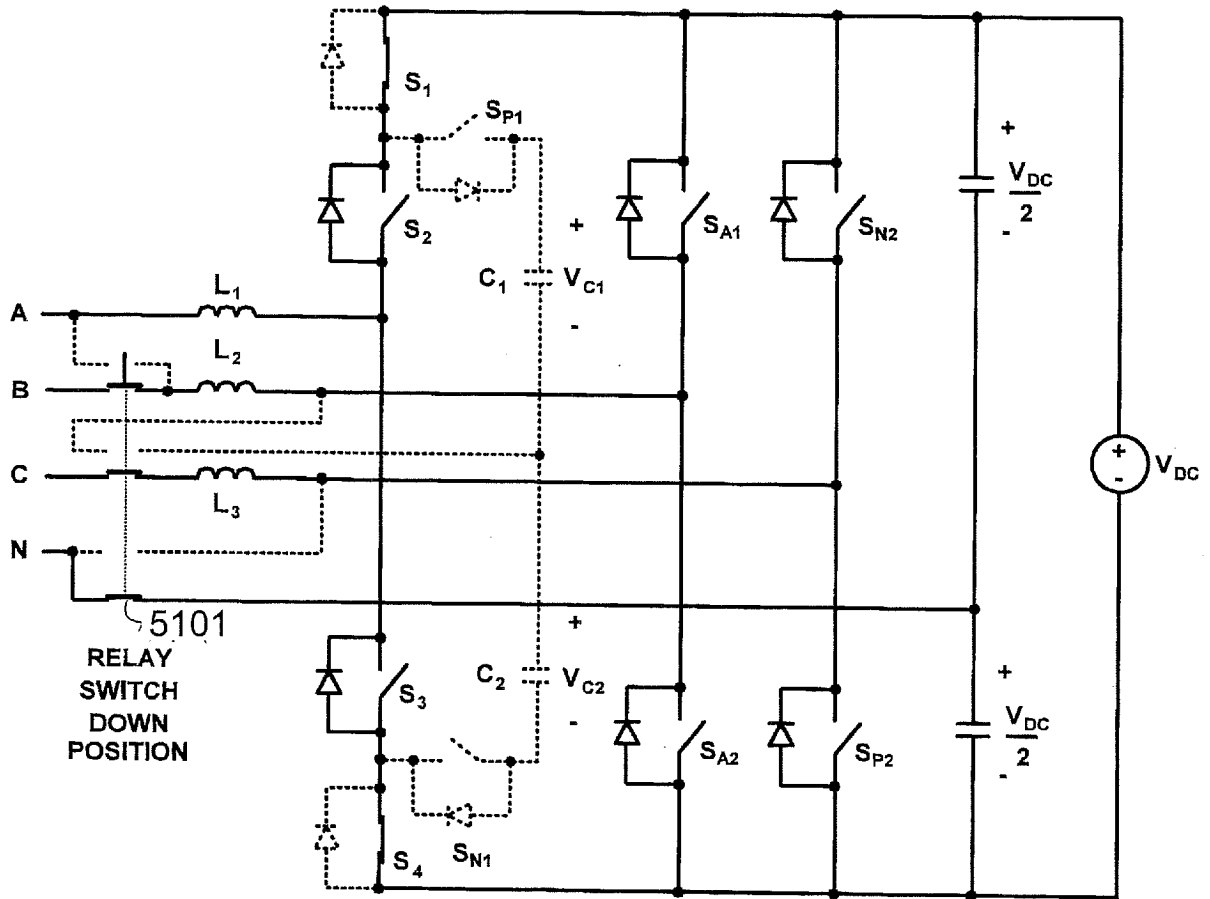 S1
SP1
S2
+
C1
VC1
-
SA1
SN2
+
VDC
2
-
A
L1
B
L2
C
L3
N
+
-
VDC
5101
RELAY
SWITCH
DOWN
POSITION
S3
+
C2
VC2
-
SA2
SP2
+
VDC
2
-
S4
SN1